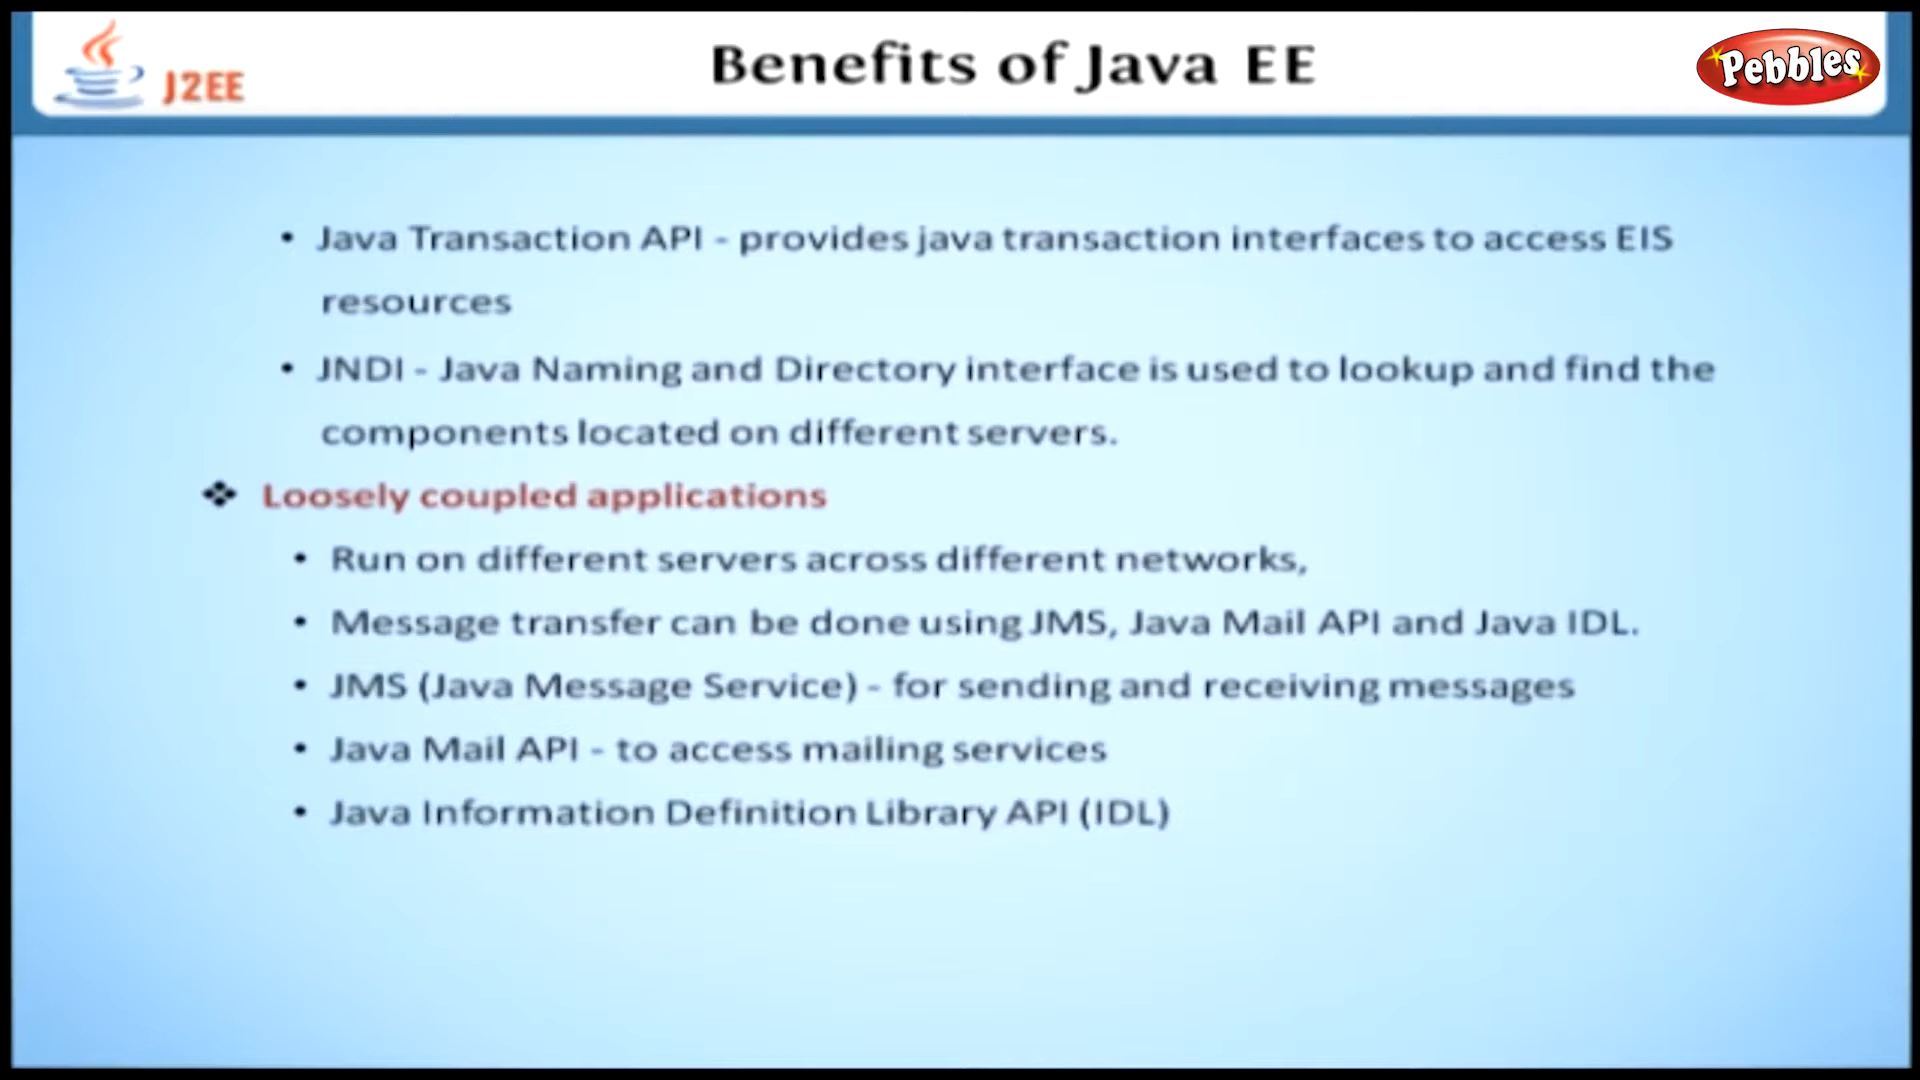 J2EE
Benefits of Java EE
Pebbles
• Java Transaction API - provides java transaction interfaces to access EIS
resources
• JNDI - Java Naming and Directory interface is used to lookup and find the
components located on different servers.
❖ Loosely coupled applications
• Run on different servers across different networks,
• Message transfer can be done using JMS, Java Mail API and Java IDL.
• JMS (Java Message Service) - for sending and receiving messages
• Java Mail API - to access mailing services
• Java Information Definition Library API (IDL)